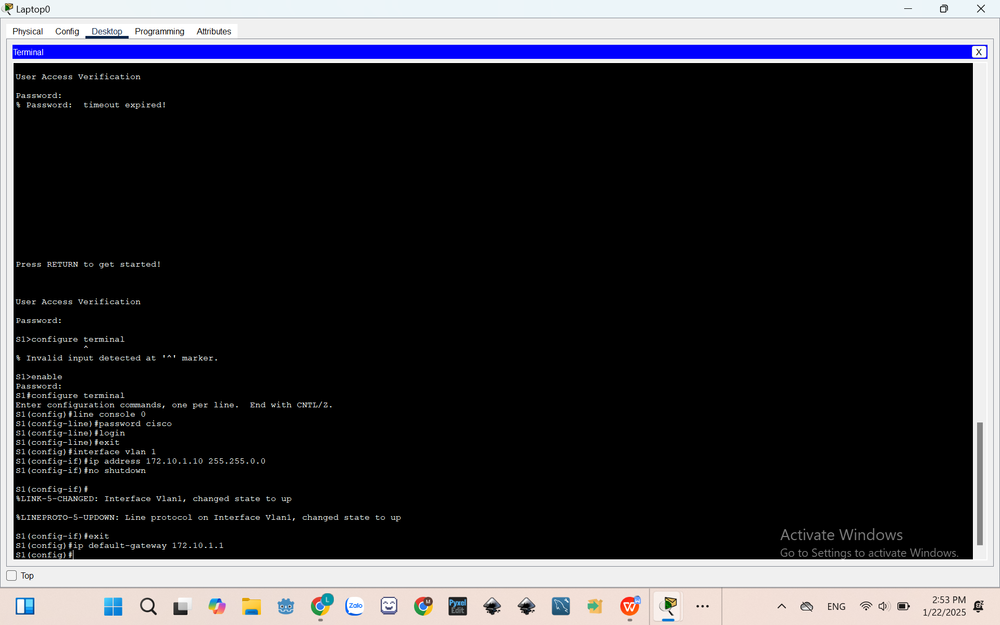 Laptop0
Physical Config Desktop Programming Attributes
Terminal
X
User Access Verification
Password:
% Password:  timeout expired!
Press RETURN to get started!
User Access Verification
Password:
S1>configure terminal
^
% Invalid input detected at '^' marker.
S1>enable
Password:
S1#configure terminal
Enter configuration commands, one per line.  End with CNTL/Z.
S1(config)#line console 0
S1(config-line)#password cisco
S1(config-line)#login
S1(config-line)#exit
S1(config)#interface vlan 1
S1(config-if)#ip address 172.10.1.10 255.255.0.0
S1(config-if)#no shutdown
S1(config-if)#
%LINK-5-CHANGED: Interface Vlan1, changed state to up
%LINEPROTO-5-UPDOWN: Line protocol on Interface Vlan1, changed state to up
S1(config-if)#exit
S1(config)#ip default-gateway 172.10.1.1
S1(config)#
Activate Windows
Go to Settings to activate Windows.
Top
L
Zalo
M
Pyxel
Edit
W
W
ENG
2:53 PM
1/22/2025